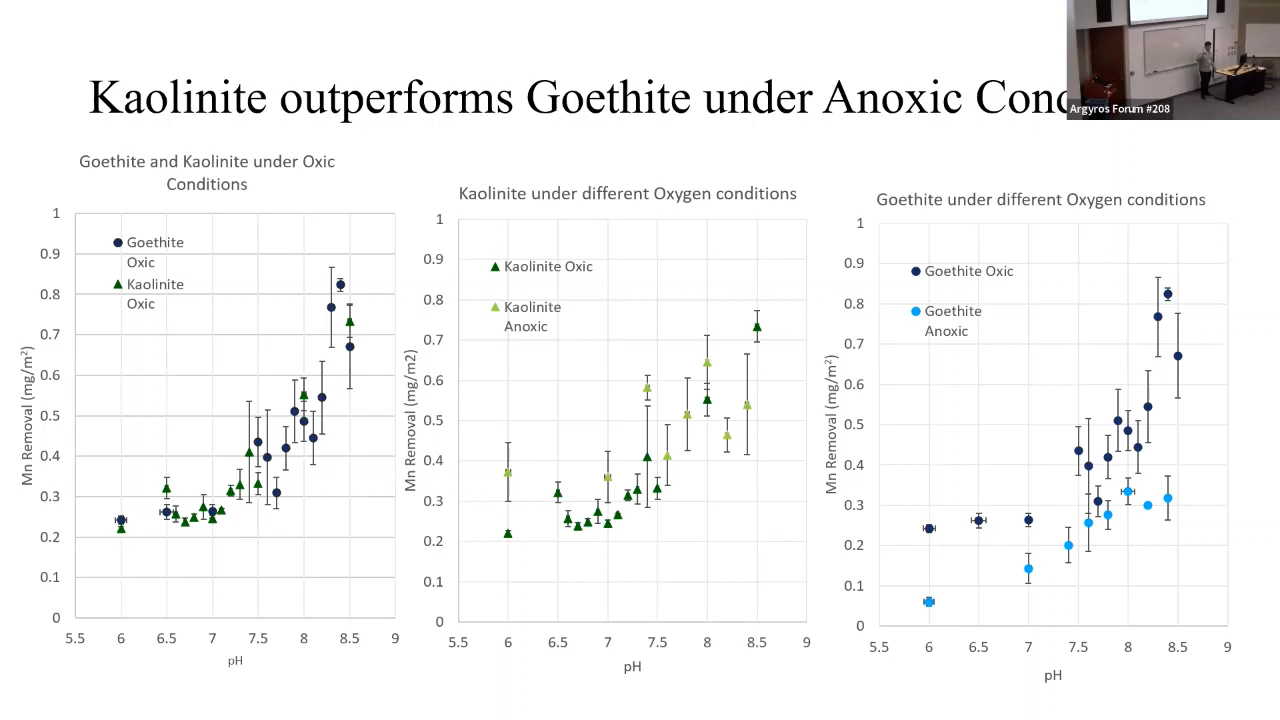 Kaolinite outperforms Goethite under Anoxic Cond
Argyros Forum #208
Goethite and Kaolinite under Oxic
Conditions
1
0.9
0.8
0.7
0.6
0.5
0.4
0.3
0.2
0.1
0
Mn Removal (mg/m²)
Goethite
Oxic
Kaolinite
Oxic
5.5 6 6.5 7 7.5 8 8.5 9
pH
Kaolinite under different Oxygen conditions
1
0.9
0.8
0.7
0.6
0.5
0.4
0.3
0.2
0.1
0
Mn Removal (mg/m2)
Kaolinite Oxic
Kaolinite
Anoxic
5.5 6 6.5 7 7.5 8 8.5 9
pH
Goethite under different Oxygen conditions
1
0.9
0.8
0.7
0.6
0.5
0.4
0.3
0.2
0.1
0
Mn Removal (mg/m²)
Goethite Oxic
Goethite
Anoxic
5.5 6 6.5 7 7.5 8 8.5 9
pH